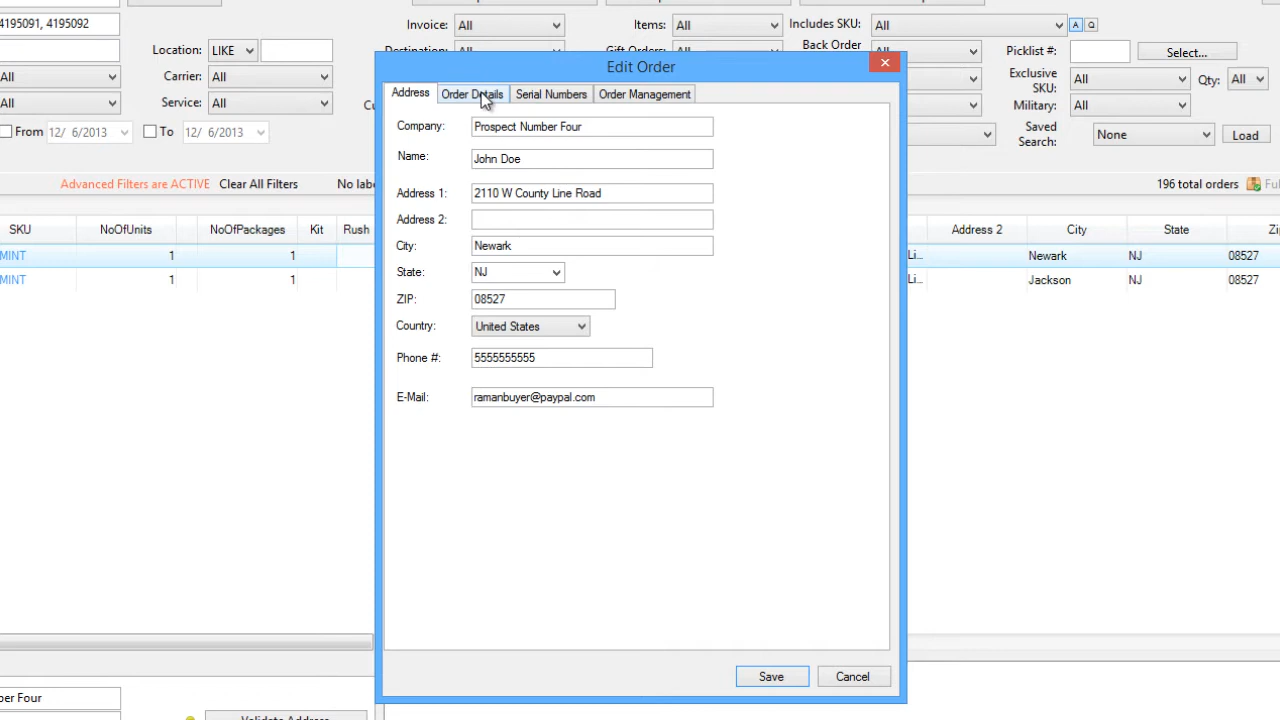 4195091, 4195092
Invoice: All Items: All Includes SKU: All A Q
Location: LIKE Destination: Gift Orders: All Back Order All Picklist #: Select...
All Carrier: All Exclusive SKU: All Qty: All
All Service: All Military: All
From 12/ 6/2013 To 12/ 6/2013 Saved Search: None Load
Advanced Filters are ACTIVE Clear All Filters No labe 196 total orders Ful
SKU NoOfUnits NoOfPackages Kit Rush Address 2 City State Zi
MINT 1 1 Li... Newark NJ 08527
MINT 1 1 Li... Jackson NJ 08527
Edit Order
Address Order Details Serial Numbers Order Management
Company: Prospect Number Four
Name: John Doe
Address 1: 2110 W County Line Road
Address 2:
City: Newark
State: NJ
ZIP: 08527
Country: United States
Phone #: 5555555555
E-Mail: ramanbuyer@paypal.com
Save Cancel
ber Four
Validate Address